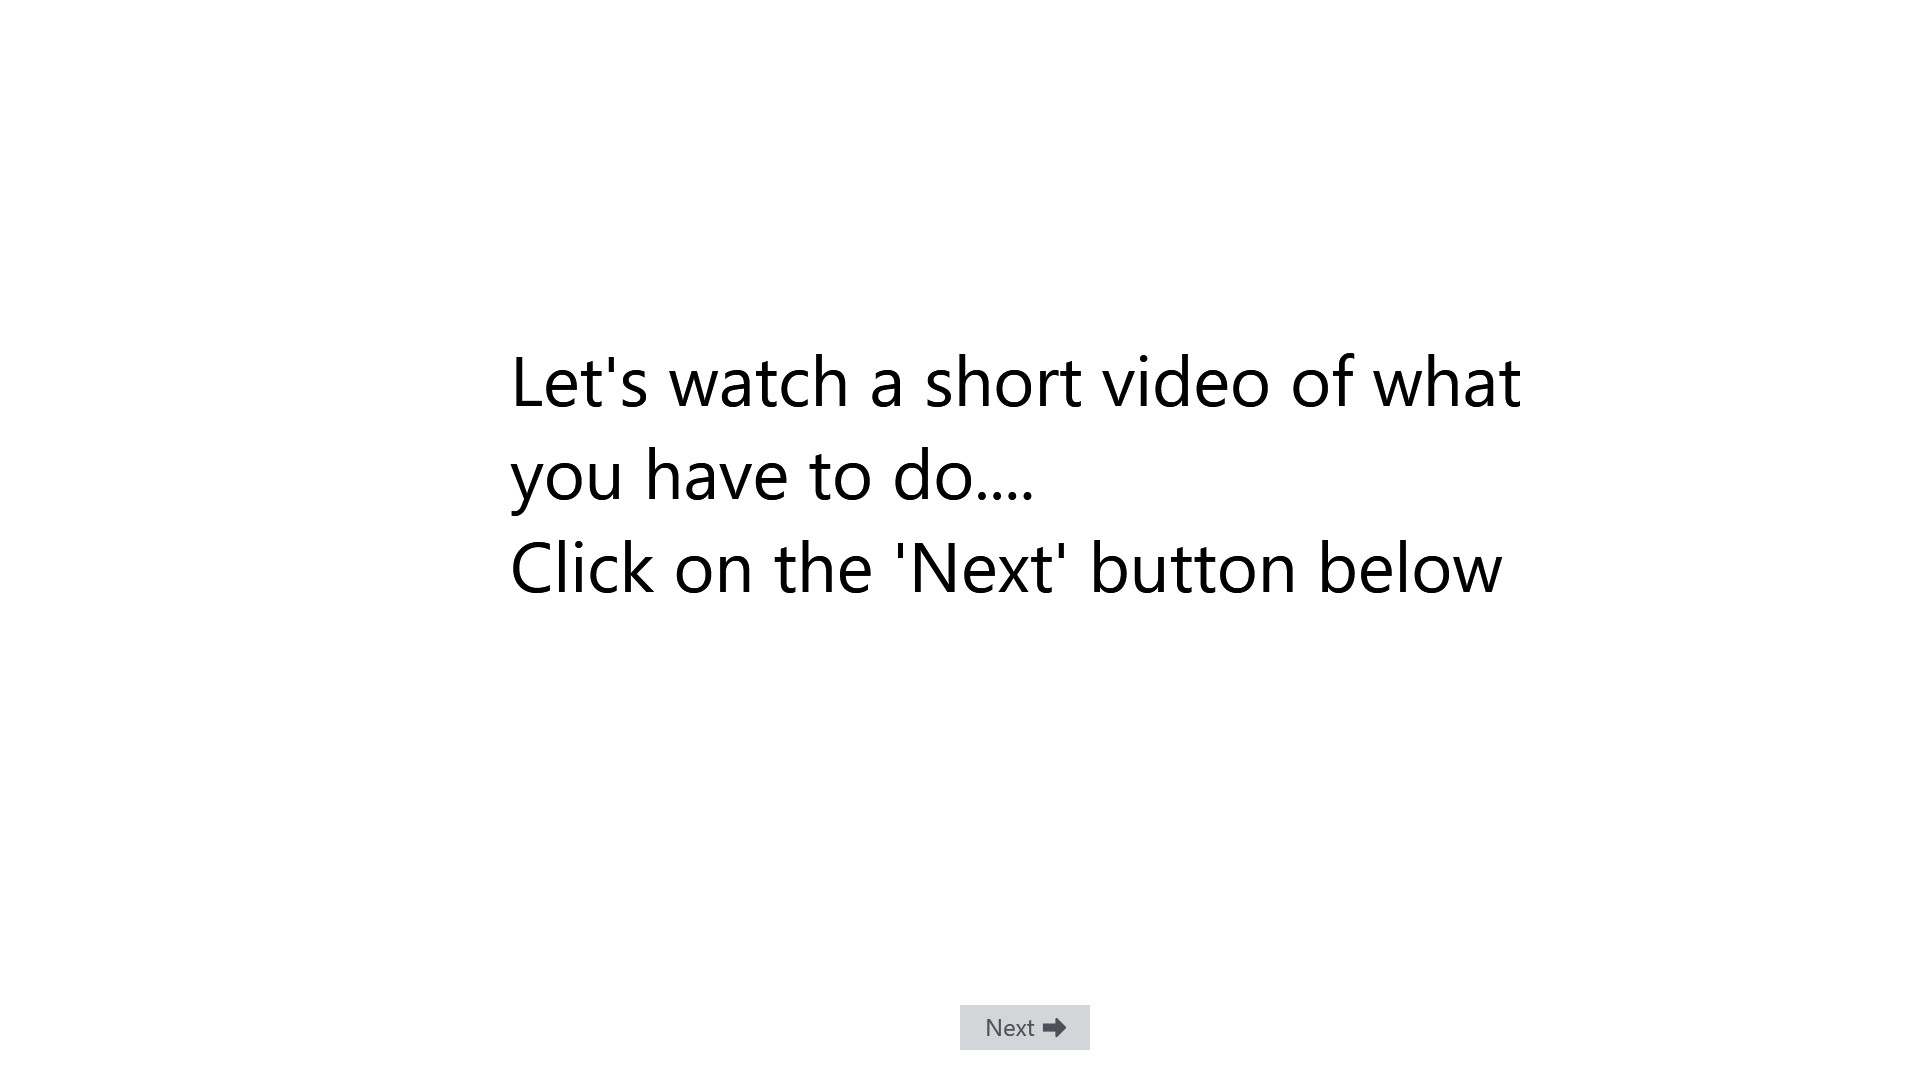 Let's watch a short video of what
you have to do....
Click on the 'Next' button below
Next